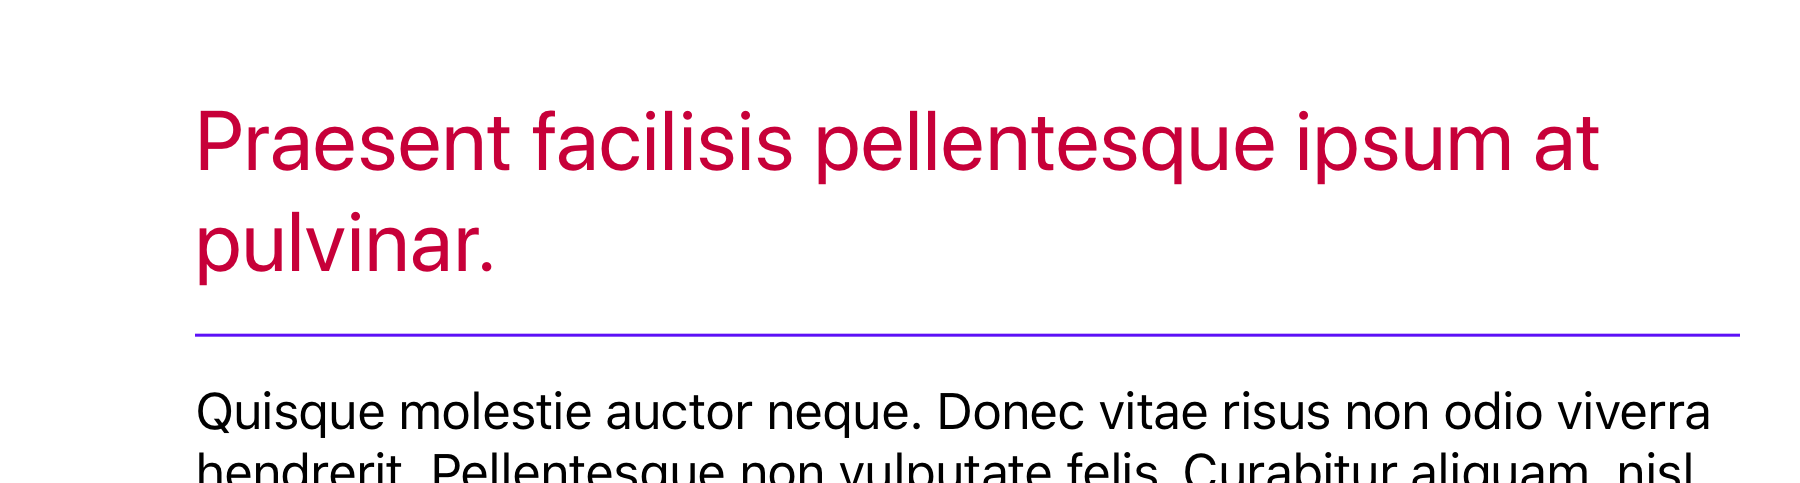 Praesent facilisis pellentesque ipsum at
pulvinar.
Quisque molestie auctor neque. Donec vitae risus non odio viverra
hendrerit. Pellentesque non vulputate felis. Curabitur aliquam, nisl